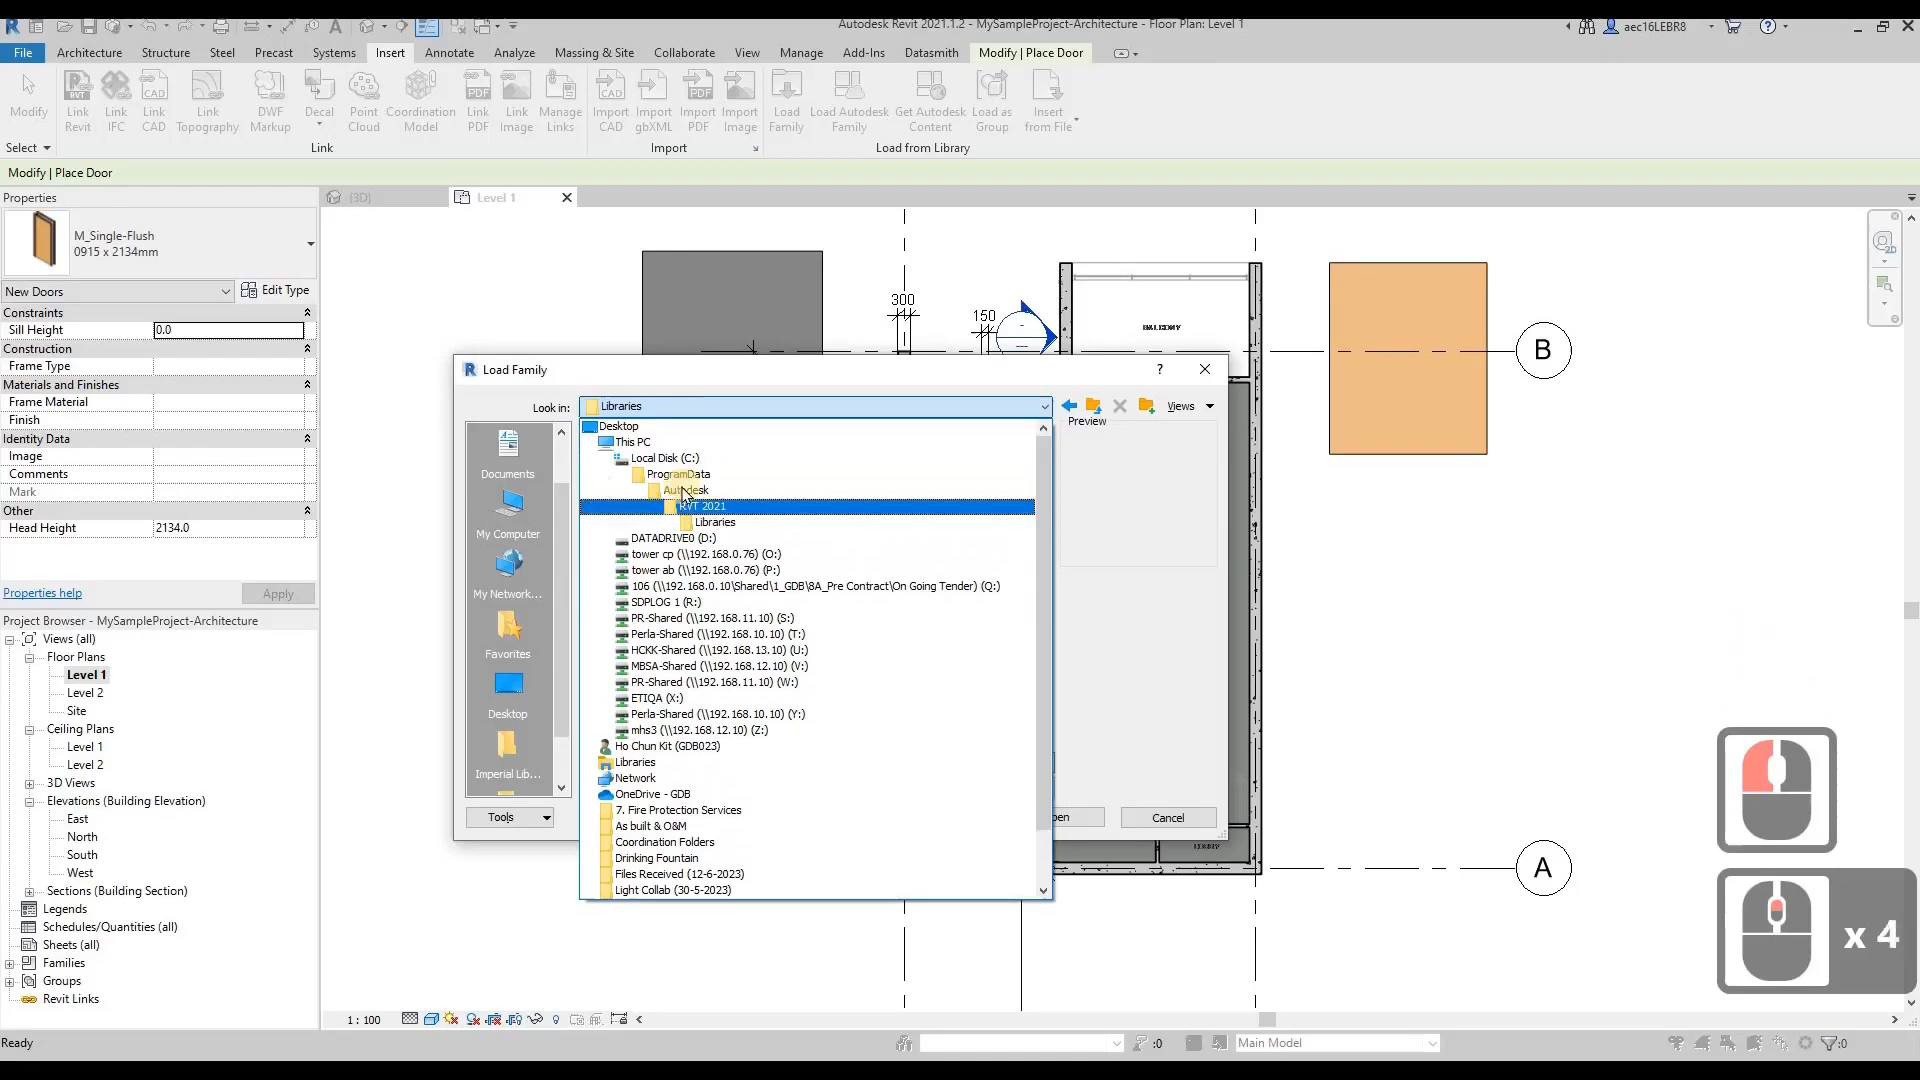 Autodesk Revit 2021.1.2 - MySampleProject-Architecture - Floor Plan: Level 1
aec16LEBR8
File Architecture Structure Steel Precast Systems Insert Annotate Analyze Massing & Site Collaborate View Manage Add-Ins Datasmith Modify | Place Door
Modify
Link Revit
Link IFC
Link CAD
Link Topography
DWF Markup
Decal
Point Cloud
Coordination Model
Link PDF
Link Image
Manage Links
Import CAD
Import gbXML
Import PDF
Import Image
Load Family
Load Autodesk Family
Get Autodesk Content
Load as Group
Insert from File
Select
Link
Import
Load from Library
Modify | Place Door
Properties
M_Single-Flush
0915 x 2134mm
New Doors
Edit Type
Constraints
Sill Height 0.0
Construction
Frame Type
Materials and Finishes
Frame Material
Finish
Identity Data
Image
Comments
Mark
Other
Head Height 2134.0
Properties help
Apply
Project Browser - MySampleProject-Architecture
Views (all)
Floor Plans
Level 1
Level 2
Site
Ceiling Plans
Level 1
Level 2
3D Views
Elevations (Building Elevation)
East
North
South
West
Sections (Building Section)
Legends
Schedules/Quantities (all)
Sheets (all)
Families
Groups
Revit Links
{3D}
Level 1
300
150
BALCONY
B
A
LOBBY
Load Family
Look in:
Libraries
Views
Preview
Documents
My Computer
My Network...
Favorites
Desktop
Imperial Lib...
Tools
Cancel
Desktop
This PC
Local Disk (C:)
ProgramData
Autodesk
RVT 2021
Libraries
DATADRIVE0 (D:)
tower cp (\\192.168.0.76) (O:)
tower ab (\\192.168.0.76) (P:)
106 (\\192.168.0.10\Shared\1_GDB\8A_Pre Contract\On Going Tender) (Q:)
SDPLOG 1 (R:)
PR-Shared (\\192.168.11.10) (S:)
Perla-Shared (\\192.168.10.10) (T:)
HCKK-Shared (\\192.168.13.10) (U:)
MBSA-Shared (\\192.168.12.10) (V:)
PR-Shared (\\192.168.11.10) (W:)
ETIQA (X:)
Perla-Shared (\\192.168.10.10) (Y:)
mhs3 (\\192.168.12.10) (Z:)
Ho Chun Kit (GDB023)
Libraries
Network
OneDrive - GDB
7. Fire Protection Services
As built & O&M
Coordination Folders
Drinking Fountain
Files Received (12-6-2023)
Light Collab (30-5-2023)
x 4
1 : 100
Ready
:0
Main Model
:0